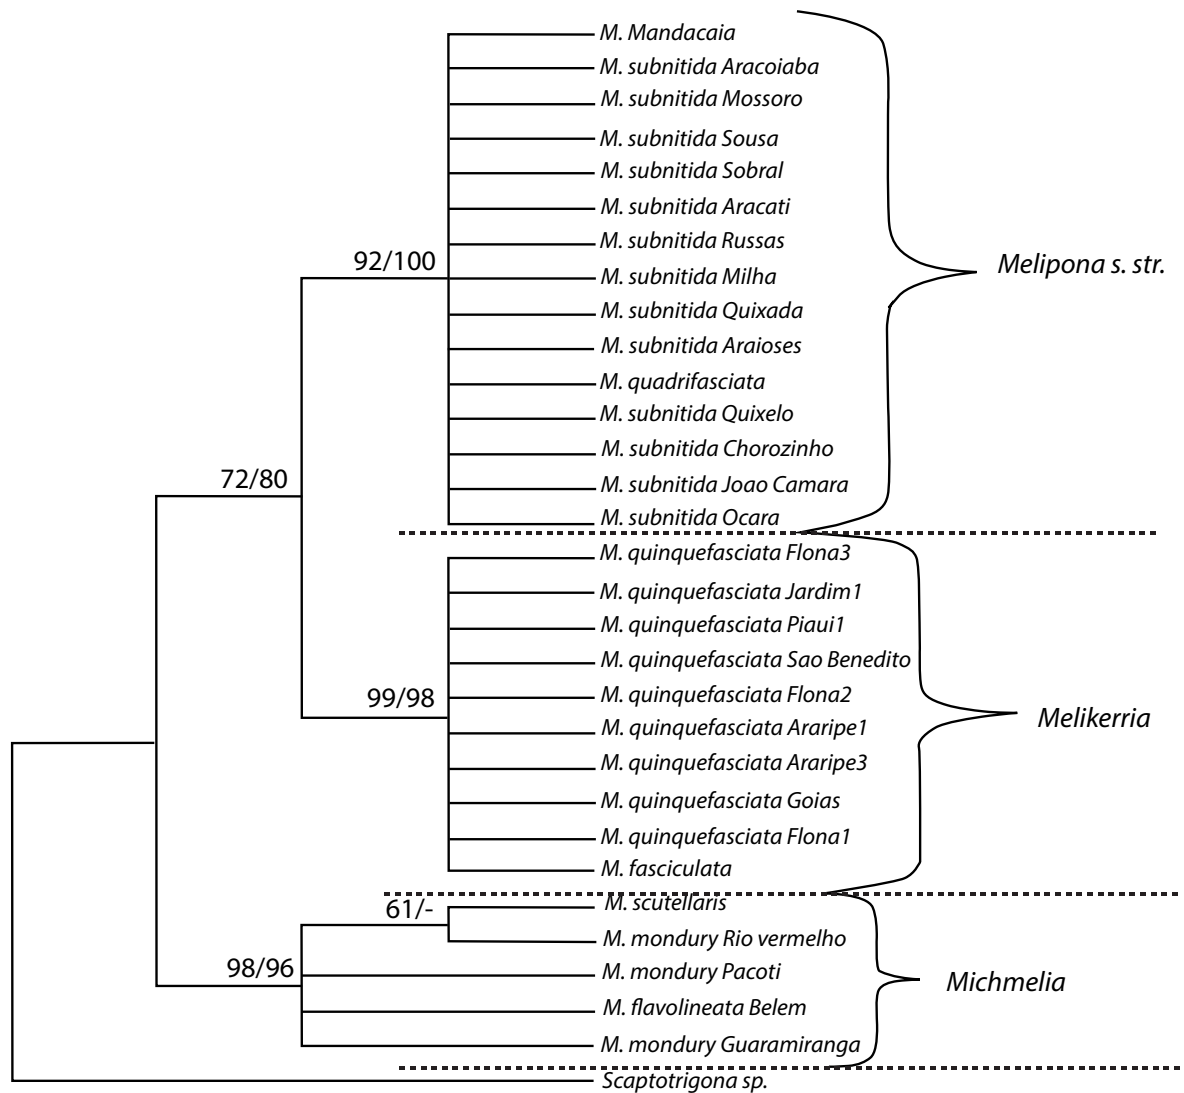 M. Mandacaia
M. subnitida Aracoiaba
M. subnitida Mossoro
M. subnitida Sousa
M. subnitida Sobral
M. subnitida Aracati
M. subnitida Russas
92/100
Melipona s. str.
M. subnitida Milha
M. subnitida Quixada
M. subnitida Araioses
M. quadrifasciata
M. subnitida Quixelo
M. subnitida Chorozinho
72/80
M. subnitida Joao Camara
M. subnitida Ocara
M. quinquefasciata Flona3
M. quinquefasciata Jardim1
M. quinquefasciata Piaui1
M. quinquefasciata Sao Benedito
99/98
M. quinquefasciata Flona2
Melikerria
M. quinquefasciata Araripe1
M. quinquefasciata Araripe3
M. quinquefasciata Goias
M. quinquefasciata Flona1
M. fasciculata
61/-
M. scutellaris
M. mondury Rio vermelho
98/96
M. mondury Pacoti
Michmelia
M. flavolineata Belem
M. mondury Guaramiranga
Scaptotrigona sp.